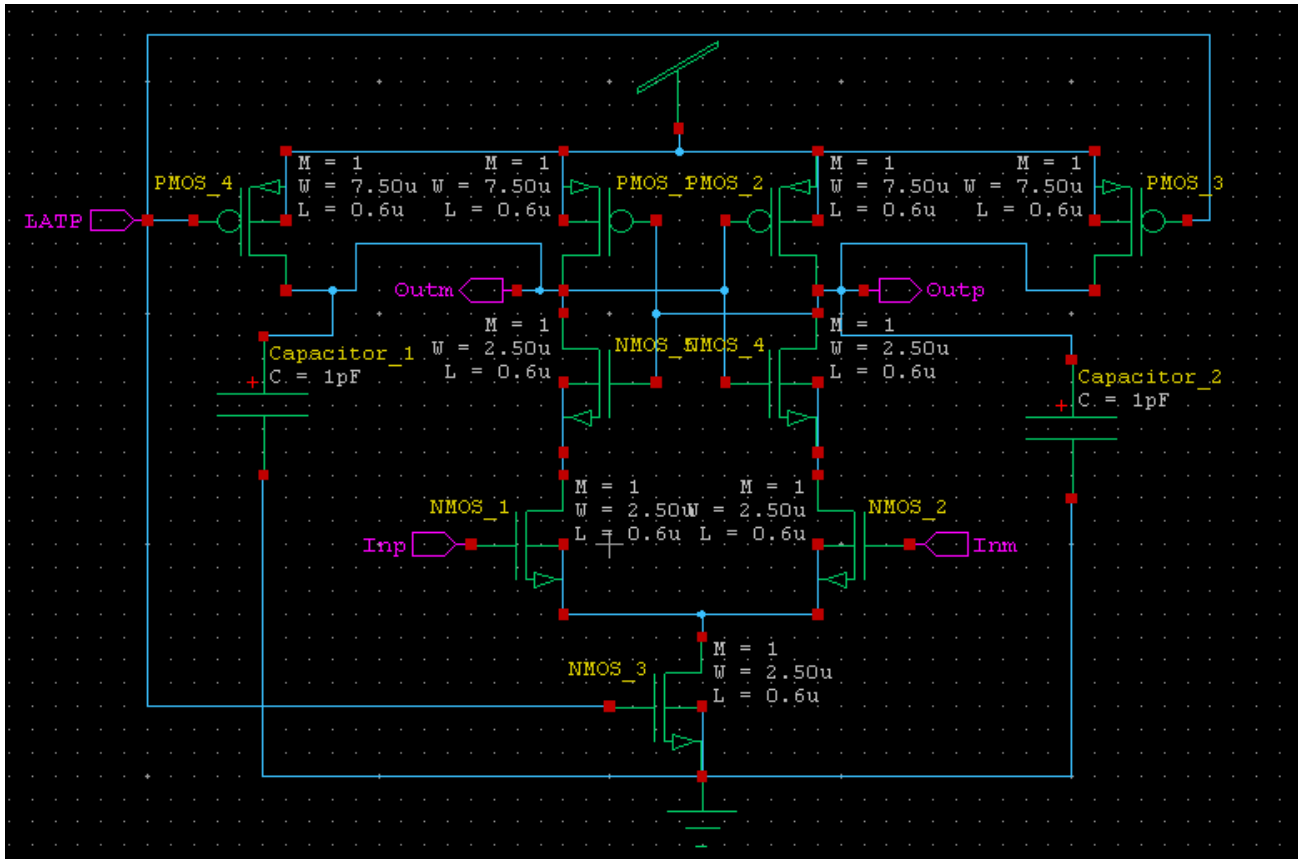 M = 1
M = 1
M = 1
M = 1
PMOS_4
W = 7.50u
W = 7.50u
PMOS_2
W = 7.50u
W = 7.50u
PMOS_3
L = 0.6u
L = 0.6u
L = 0.6u
L = 0.6u
LATP
Outm
Outp
M = 1
M = 1
Capacitor_1
W = 2.50u
NMOS_4
W = 2.50u
C = 1pF
L = 0.6u
L = 0.6u
Capacitor_2
C = 1pF
M = 1
M = 1
NMOS_1
W = 2.50u
W = 2.50u
NMOS_2
L = 0.6u
L = 0.6u
Inp
Inm
M = 1
NMOS_3
W = 2.50u
L = 0.6u